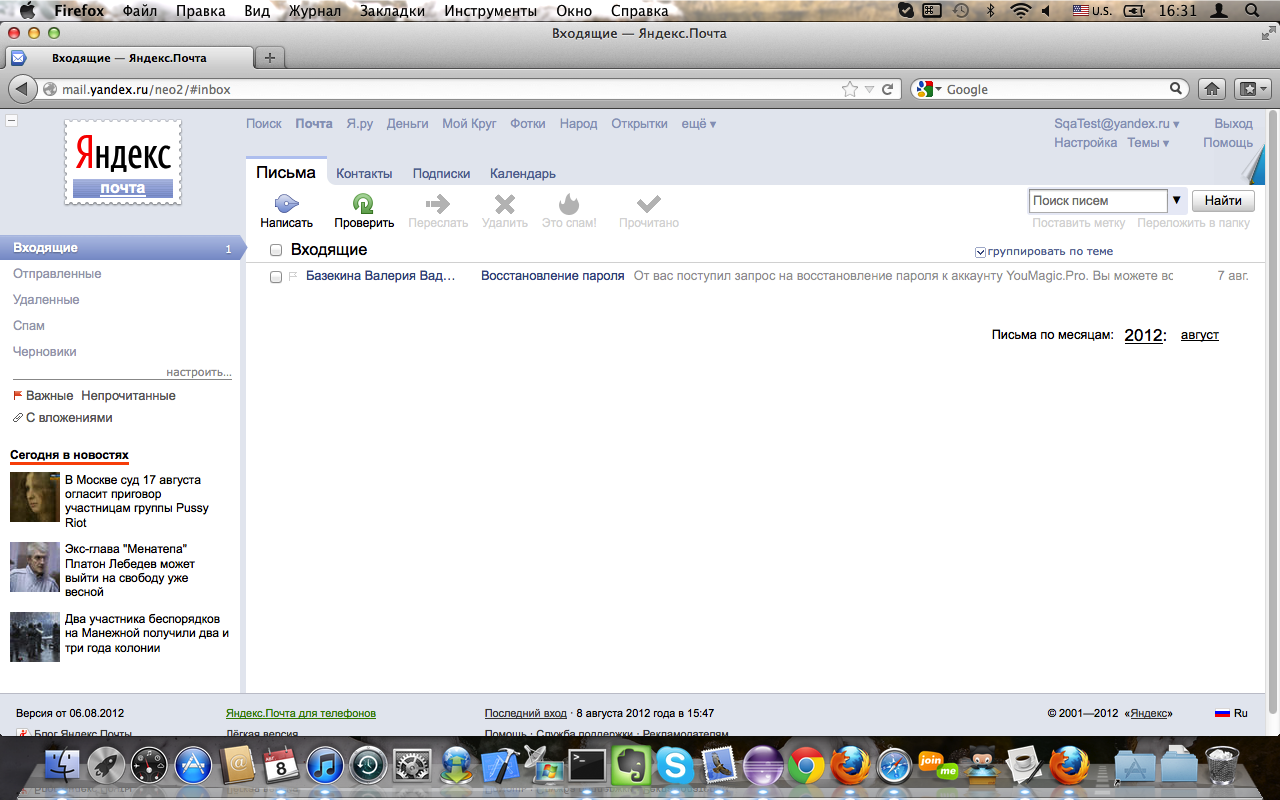 Firefox Файл Правка Вид Журнал Закладки Инструменты Окно Справка U.S. 16:31
Входящие — Яндекс.Почта
Входящие — Яндекс.Почта
mail.yandex.ru/neo2/#inbox Google
Яндекс
почта
Поиск Почта Я.ру Деньги Мой Круг Фотки Народ Открытки ещё ▾ SqaTest@yandex.ru ▾ Выход
Настройка Темы ▾ Помощь
Письма Контакты Подписки Календарь
Написать Проверить Переслать Удалить Это спам! Прочитано
Поиск писем Найти
Поставить метку Переложить в папку
Входящие 1
Отправленные
Удаленные
Спам
Черновики
настроить...
Важные Непрочитанные
С вложениями
Входящие группировать по теме
Базекина Валерия Вад... Восстановление пароля От вас поступил запрос на восстановление пароля к аккаунту YouMagic.Pro. Вы можете вс 7 авг.
Письма по месяцам: 2012: август
Сегодня в новостях
В Москве суд 17 августа
огласит приговор
участницам группы Pussy
Riot
Экс-глава "Менатепа"
Платон Лебедев может
выйти на свободу уже
весной
Два участника беспорядков
на Манежной получили два и
три года колонии
Версия от 06.08.2012 Яндекс.Почта для телефонов Последний вход · 8 августа 2012 года в 15:47 © 2001—2012 «Яндекс» Ru
Блог Яндекс.Почты Лёгкая версия Помощь · Служба поддержки · Рекламодателям
8
join
me